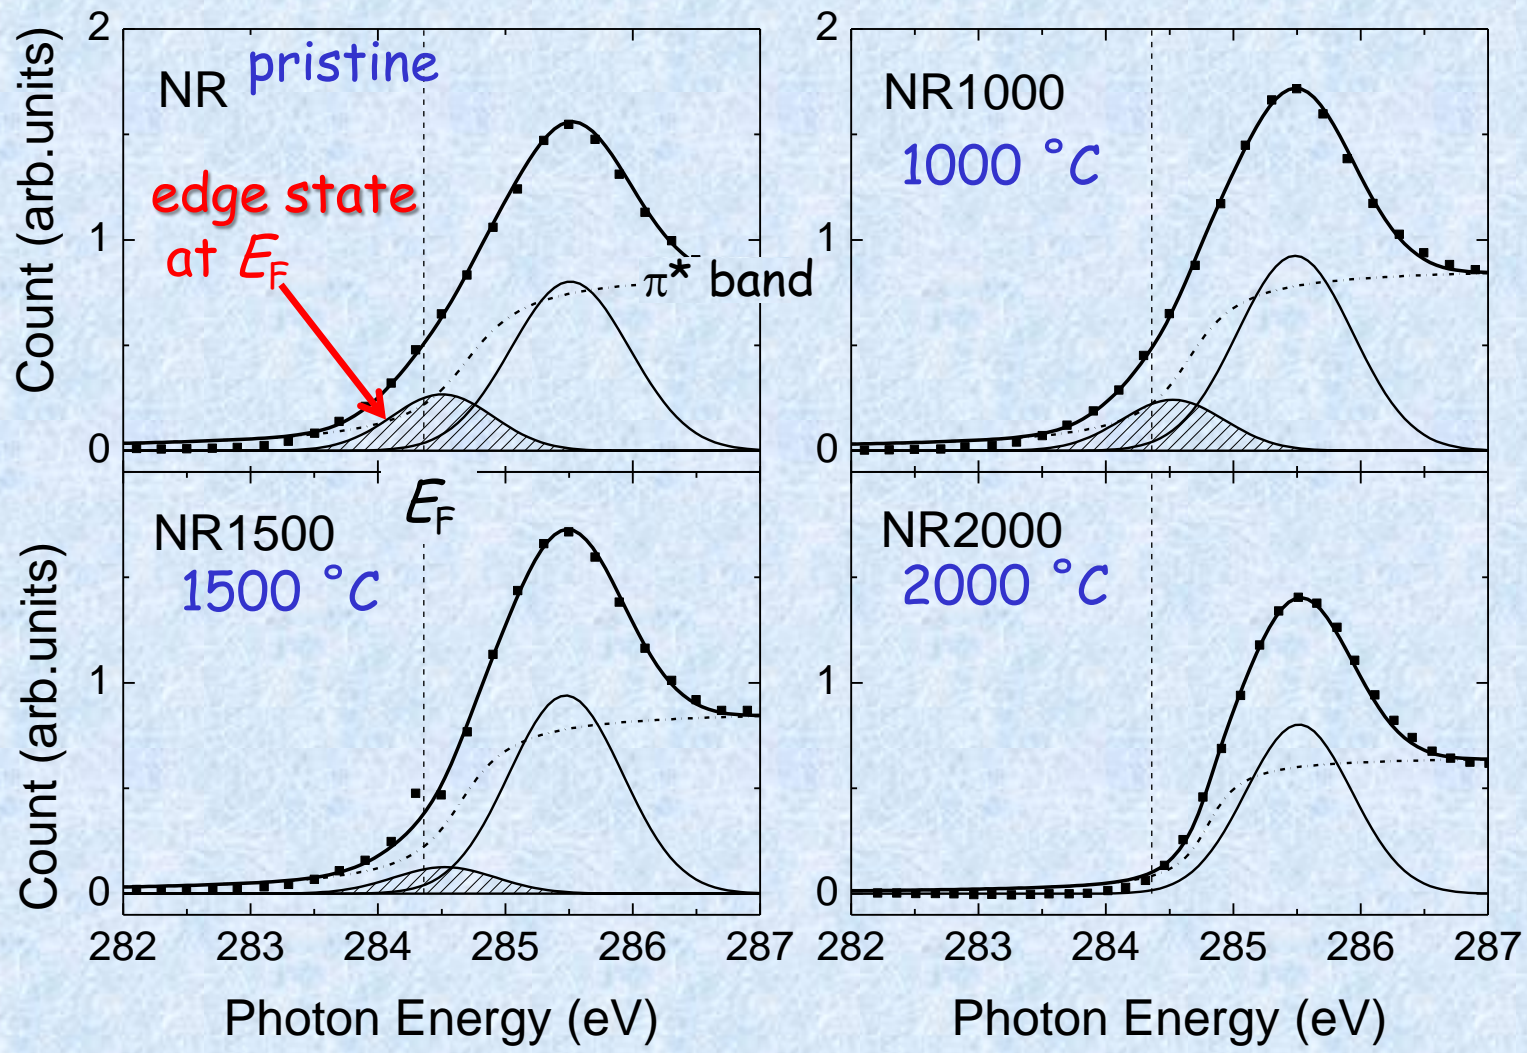 2
1
0
Count (arb.units)
NR pristine
edge state
at EF
π* band
2
1
0
NR1000
1000 °C
1
0
Count (arb.units)
NR1500
1500 °C
EF
282 283 284 285 286 287
Photon Energy (eV)
1
0
NR2000
2000 °C
282 283 284 285 286 287
Photon Energy (eV)